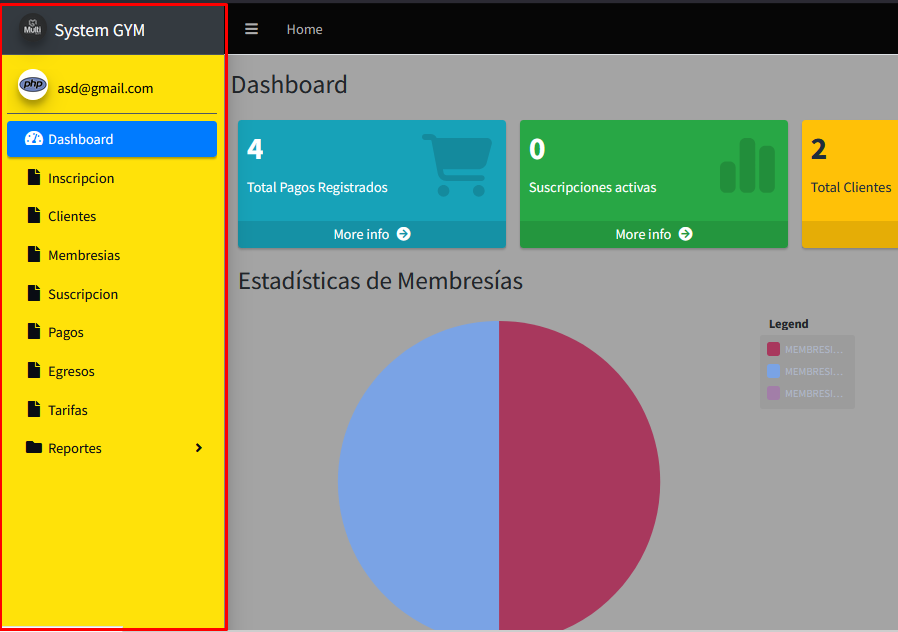 Multi
System GYM
Home
php
asd@gmail.com
Dashboard
Inscripcion
Clientes
Membresias
Suscripcion
Pagos
Egresos
Tarifas
Reportes
Dashboard
4
Total Pagos Registrados
More info
0
Suscripciones activas
More info
2
Total Clientes
Estadísticas de Membresías
Legend
MEMBRESI...
MEMBRESI...
MEMBRESI...